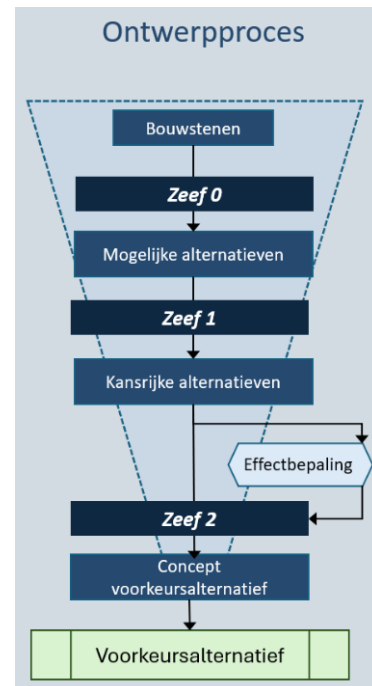 Ontwerpproces
Bouwstenen
Zeef 0
Mogelijke alternatieven
Zeef 1
Kansrijke alternatieven
Effectbepaling
Zeef 2
Concept
voorkeursalternatief
Voorkeursalternatief